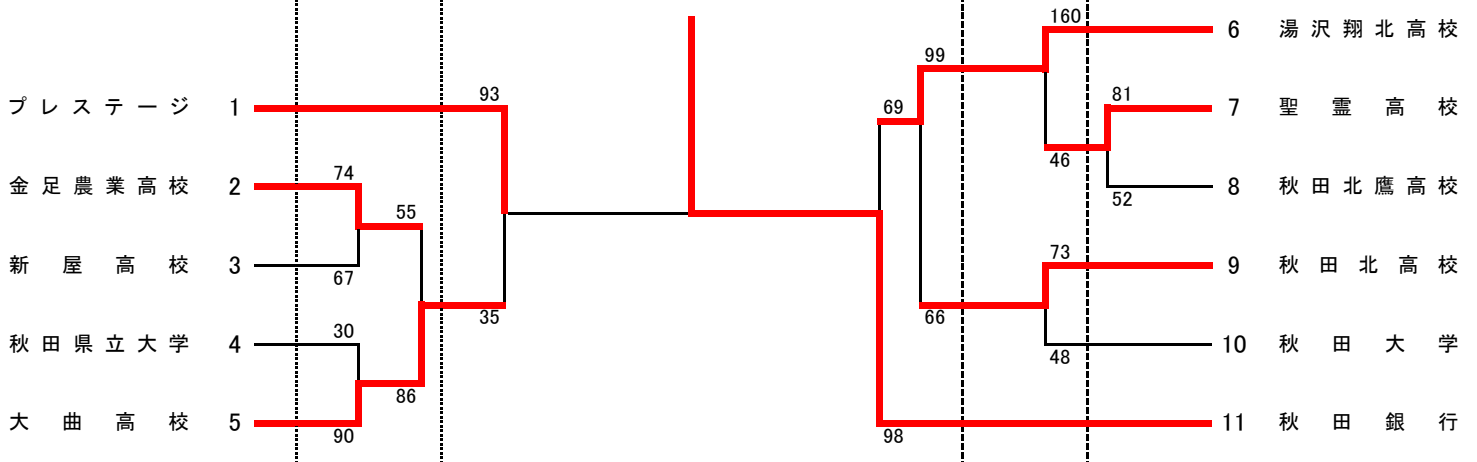 プレステージ 1
93
金足農業高校 2
74
55
新屋高校 3
67
35
秋田県立大学 4
30
86
大曲高校 5
90
160
6 湯沢翔北高校
99
81
7 聖霊高校
69
46
8 秋田北鷹高校
52
73
9 秋田北高校
66
48
10 秋田大学
98
11 秋田銀行